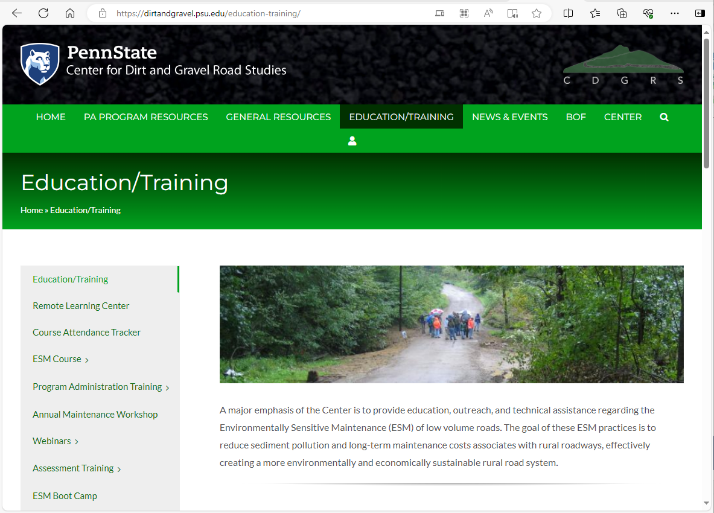 https://dirtandgravel.psu.edu/education-training/
PennState
Center for Dirt and Gravel Road Studies
C D G R S
HOME PA PROGRAM RESOURCES GENERAL RESOURCES EDUCATION/TRAINING NEWS & EVENTS BOF CENTER
Education/Training
Home » Education/Training
Education/Training
Remote Learning Center
Course Attendance Tracker
ESM Course ›
Program Administration Training ›
Annual Maintenance Workshop
Webinars ›
Assessment Training ›
ESM Boot Camp
A major emphasis of the Center is to provide education, outreach, and technical assistance regarding the
Environmentally Sensitive Maintenance (ESM) of low volume roads. The goal of these ESM practices is to
reduce sediment pollution and long-term maintenance costs associates with rural roadways, effectively
creating a more environmentally and economically sustainable rural road system.